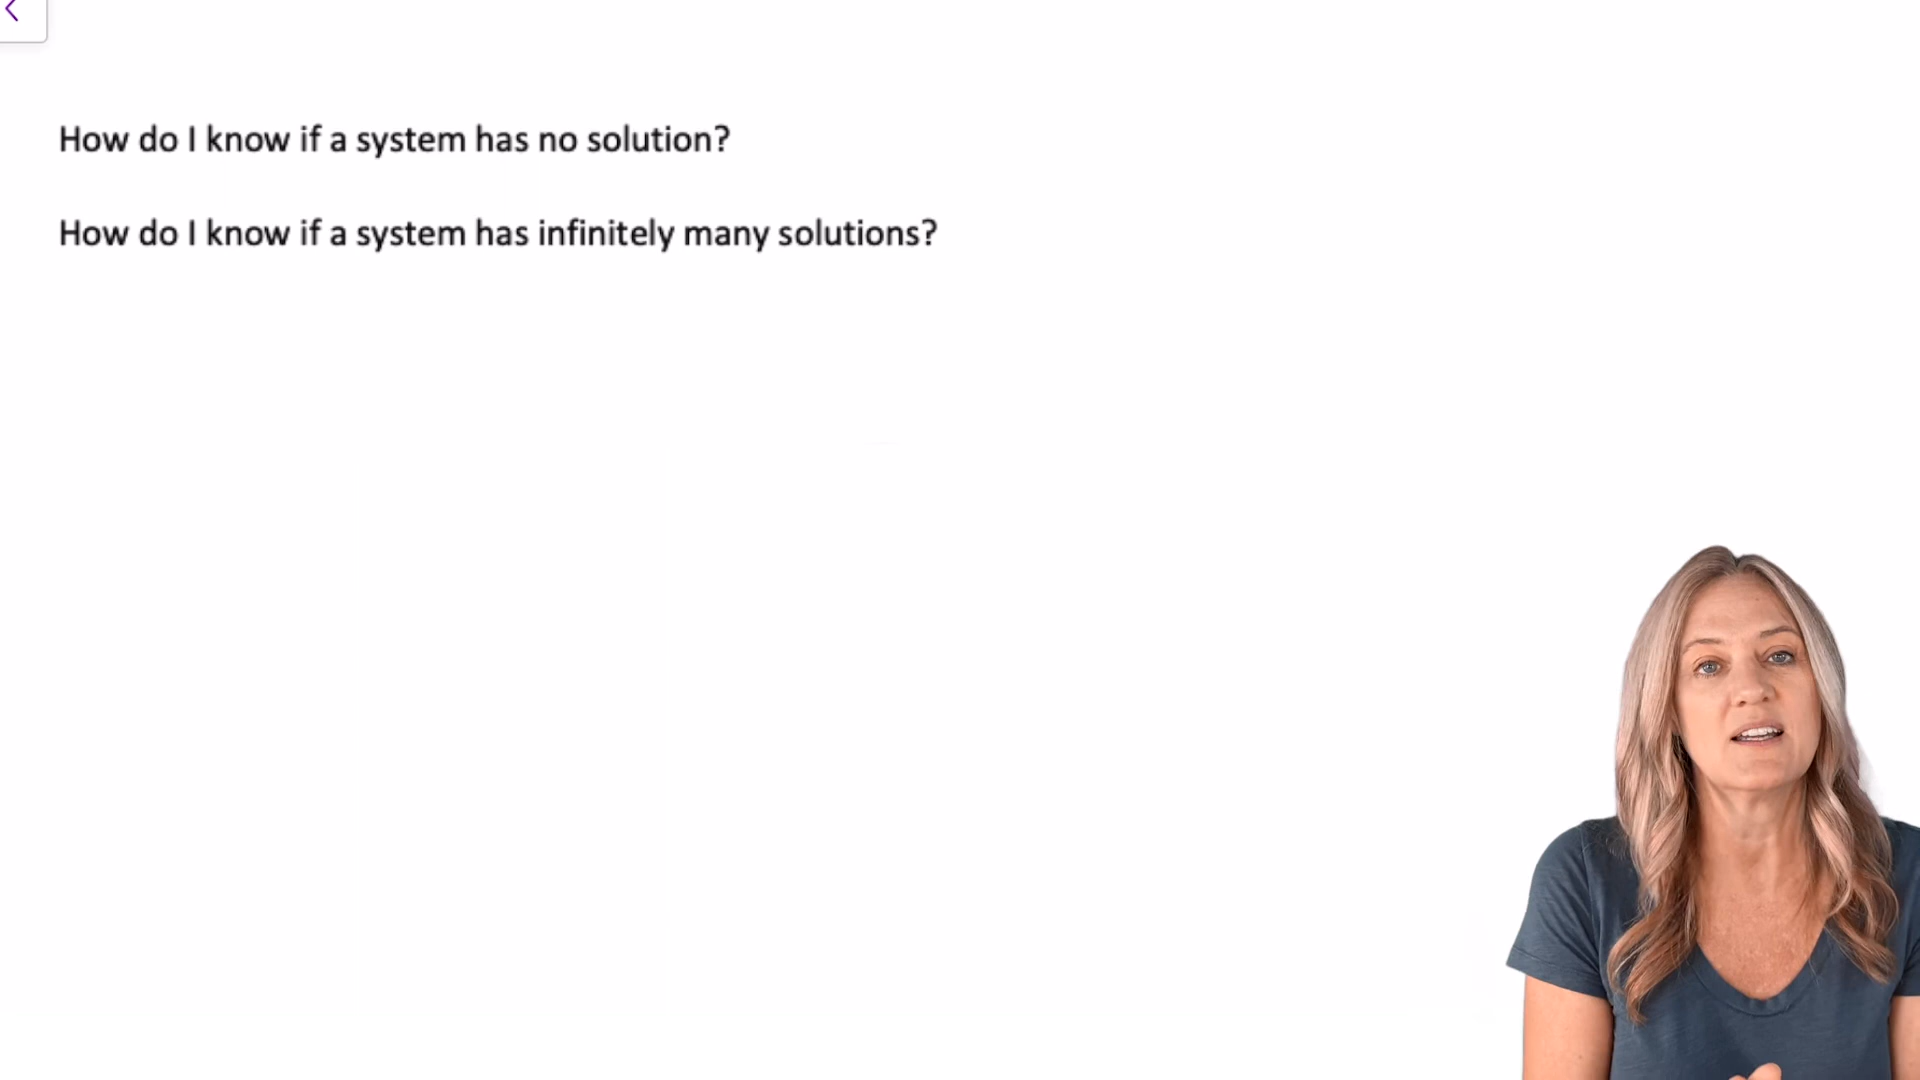 How do I know if a system has no solution?
How do I know if a system has infinitely many solutions?